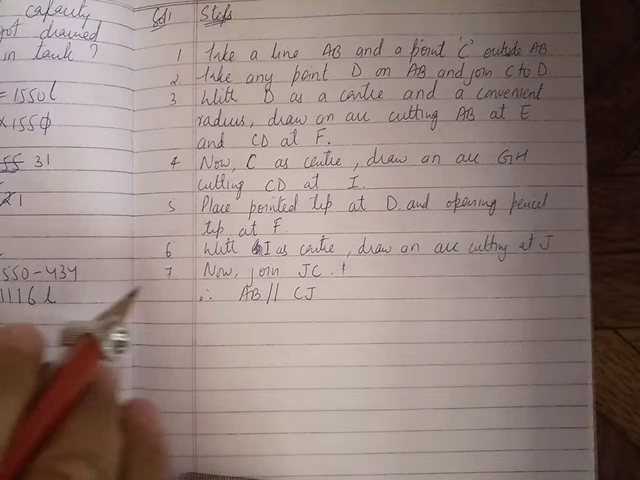 capacity
got drained
in tank?
= 1550l
x 1550
31
21
550-434
1116 l
Sol
Steps
1 Take a line AB and a point 'C' outside AB
2 Take any point D on AB and join C to D
3 With D as a centre and a convenient
radius, draw an arc cutting AB at E
and CD at F.
4 Now, C as centre, draw an arc GH
cutting CD at I.
5 Place pointed tip at D and opening pencil
tip at F.
6 With I as centre, draw an arc cutting at J
7 Now, join JC.
∴ AB // CJ